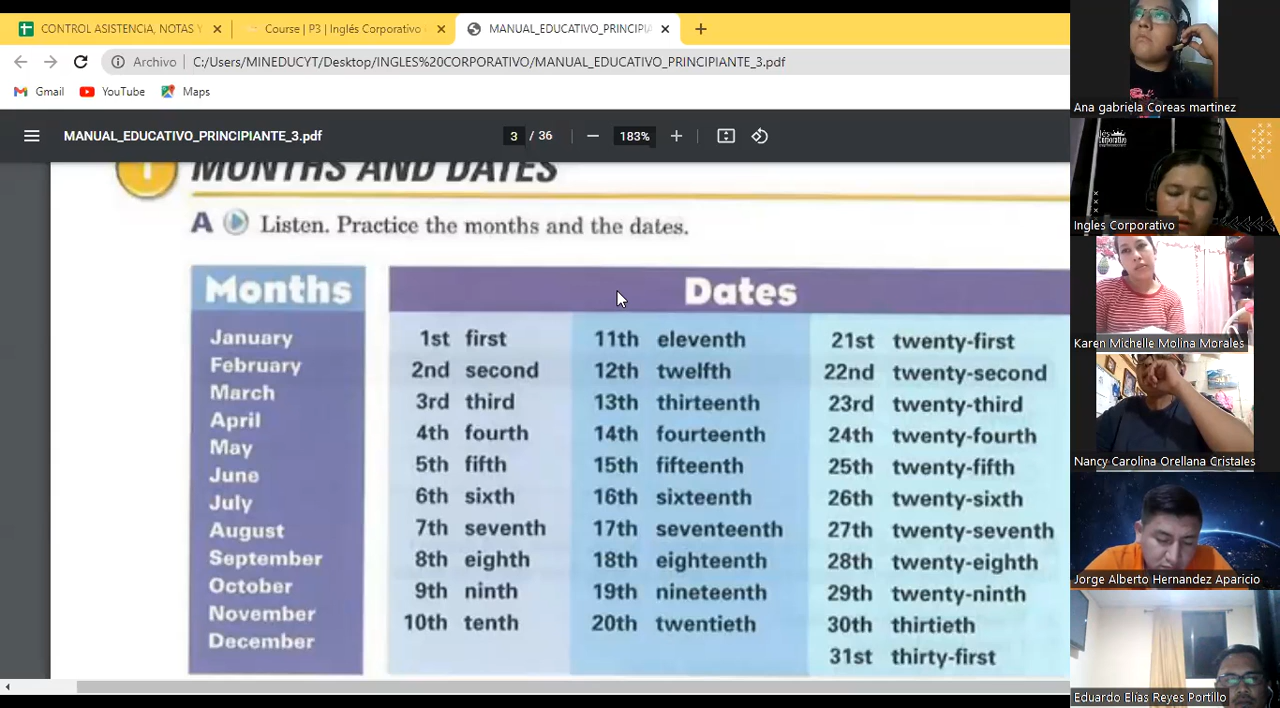 CONTROL ASISTENCIA, NOTAS Y
Course | P3 | Inglés Corporativo
MANUAL_EDUCATIVO_PRINCIPIA
Archivo
C:/Users/MINEDUCYT/Desktop/INGLES%20CORPORATIVO/MANUAL_EDUCATIVO_PRINCIPIANTE_3.pdf
Gmail YouTube Maps
MANUAL_EDUCATIVO_PRINCIPIANTE_3.pdf
3 / 36
183%
1 MONTHS AND DATES
A Listen. Practice the months and the dates.
Months
January
February
March
April
May
June
July
August
September
October
November
December
Dates
1st first
2nd second
3rd third
4th fourth
5th fifth
6th sixth
7th seventh
8th eighth
9th ninth
10th tenth
11th eleventh
12th twelfth
13th thirteenth
14th fourteenth
15th fifteenth
16th sixteenth
17th seventeenth
18th eighteenth
19th nineteenth
20th twentieth
21st twenty-first
22nd twenty-second
23rd twenty-third
24th twenty-fourth
25th twenty-fifth
26th twenty-sixth
27th twenty-seventh
28th twenty-eighth
29th twenty-ninth
30th thirtieth
31st thirty-first
Ana gabriela Coreas martinez
Corporativo
Ingles Corporativo
Karen Michelle Molina Morales
Nancy Carolina Orellana Cristales
Jorge Alberto Hernandez Aparicio
Eduardo Elías Reyes Portillo